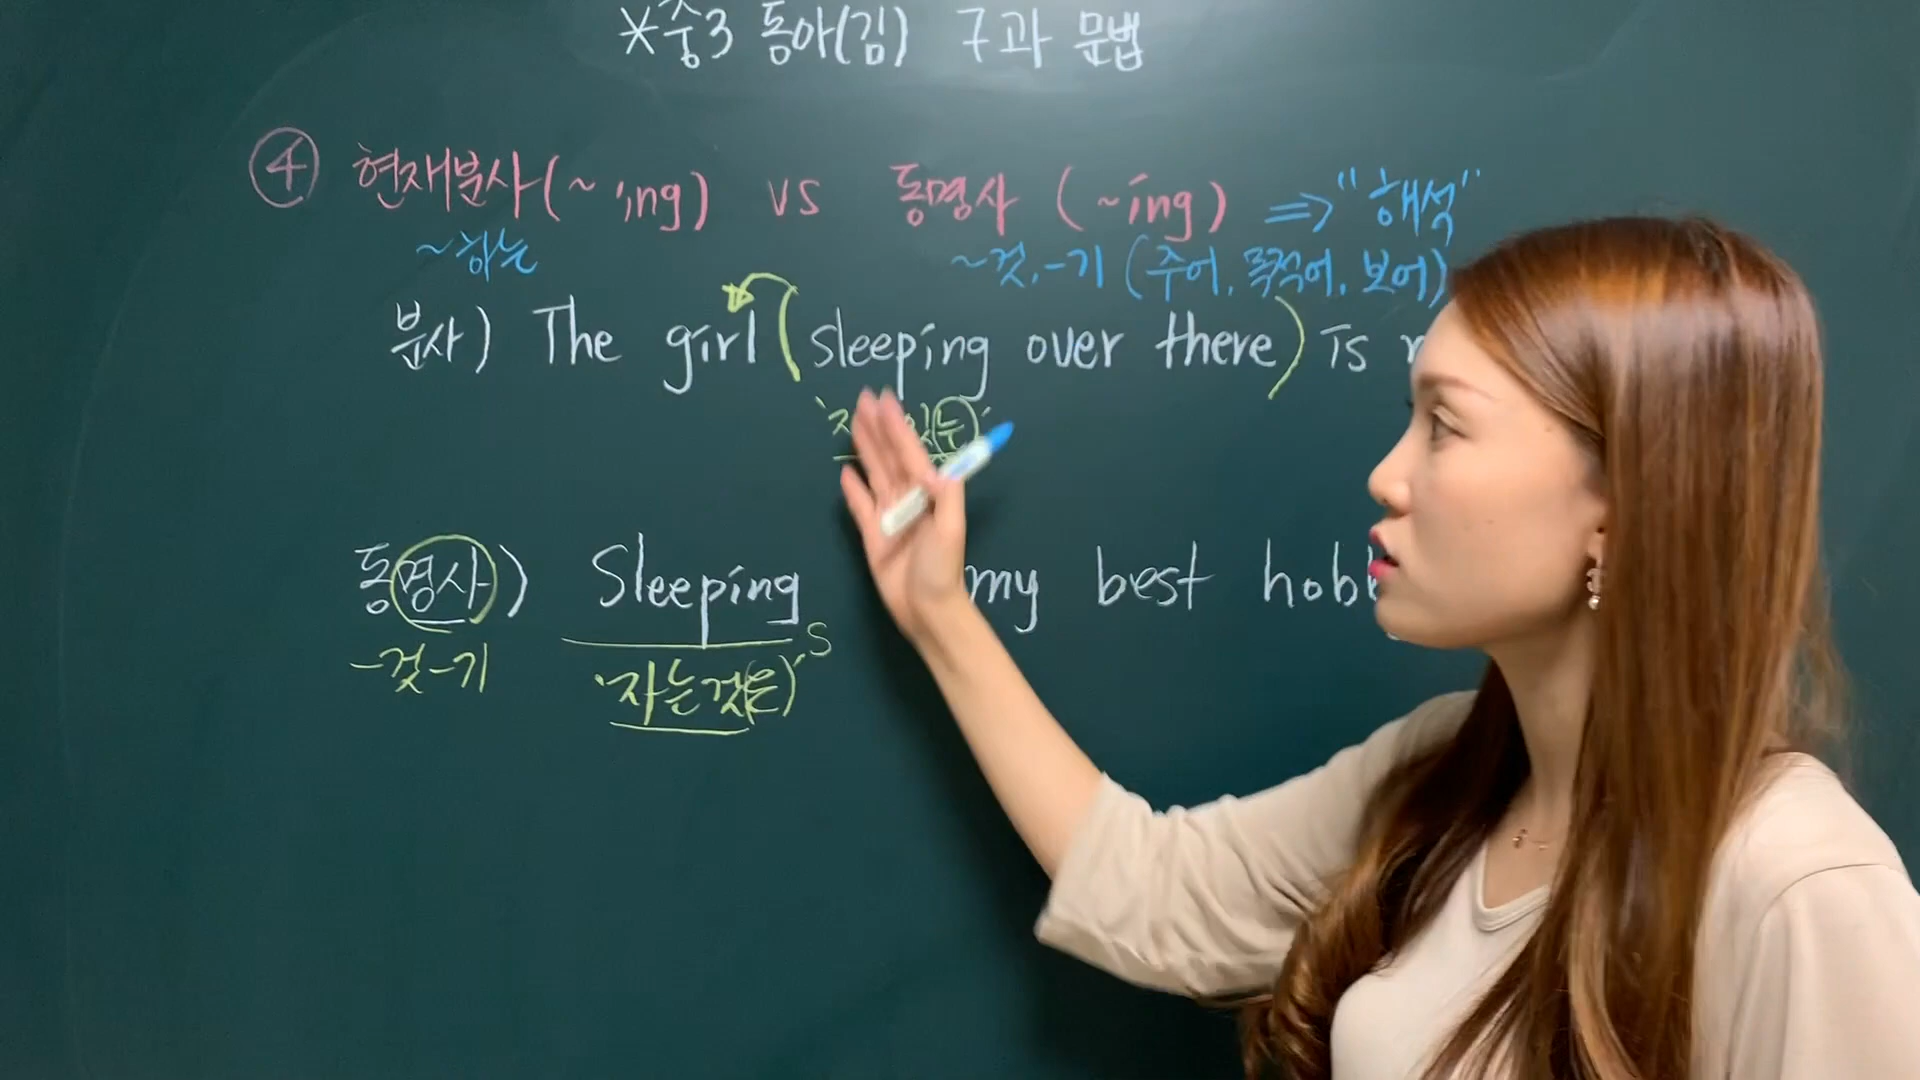 *중3 동아(김) 7과 문법
④ 현재분사(~ing) vs 동명사 (~ing) ⇒ "해석"
~하는 ~것, -기 (주어, 목적어, 보어)
분사) The girl (sleeping over there) is
동명사) Sleeping my best
-것 -기 '자는 것(은)' S